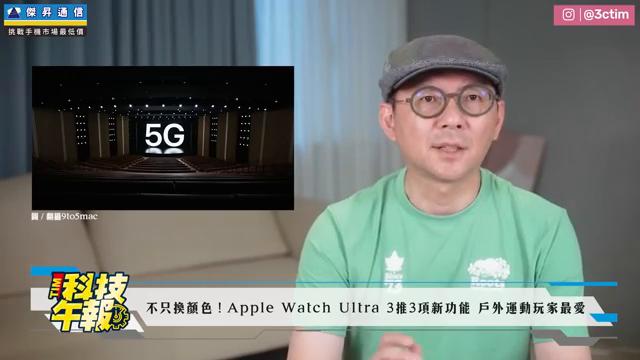 傑昇通信
挑戰手機市場最低價
@3ctim
5G
圖/翻攝9to5mac
TIM
科技
午報
不只換顏色!Apple Watch Ultra 3推3項新功能 戶外運動玩家最愛